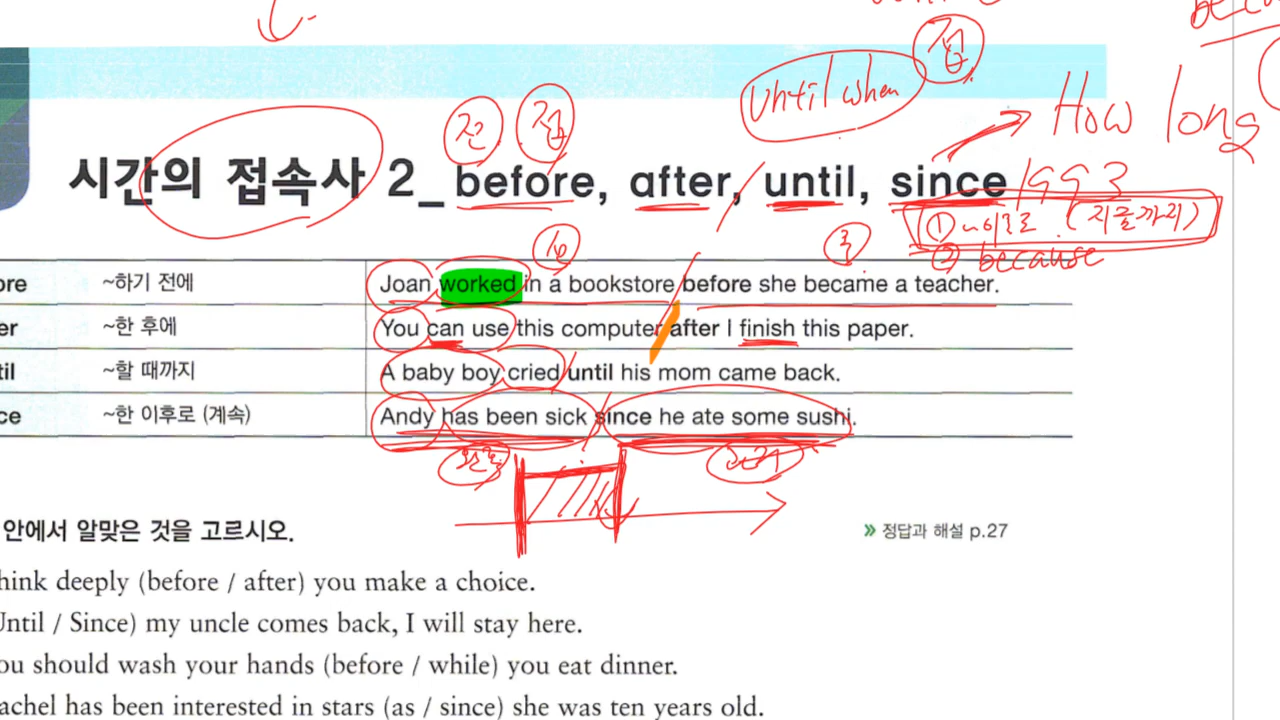 until when 접
전 접 How long
시간의 접속사 2_ before, after, until, since 1993
① ~이래로 (지금까지)
② because
ore ~하기 전에 Joan worked in a bookstore before she became a teacher.
er ~한 후에 You can use this computer after I finish this paper.
til ~할 때까지 A baby boy cried until his mom came back.
ce ~한 이후로 (계속) Andy has been sick since he ate some sushi.
안에서 알맞은 것을 고르시오. » 정답과 해설 p.27
hink deeply (before / after) you make a choice.
Until / Since) my uncle comes back, I will stay here.
ou should wash your hands (before / while) you eat dinner.
achel has been interested in stars (as / since) she was ten years old.